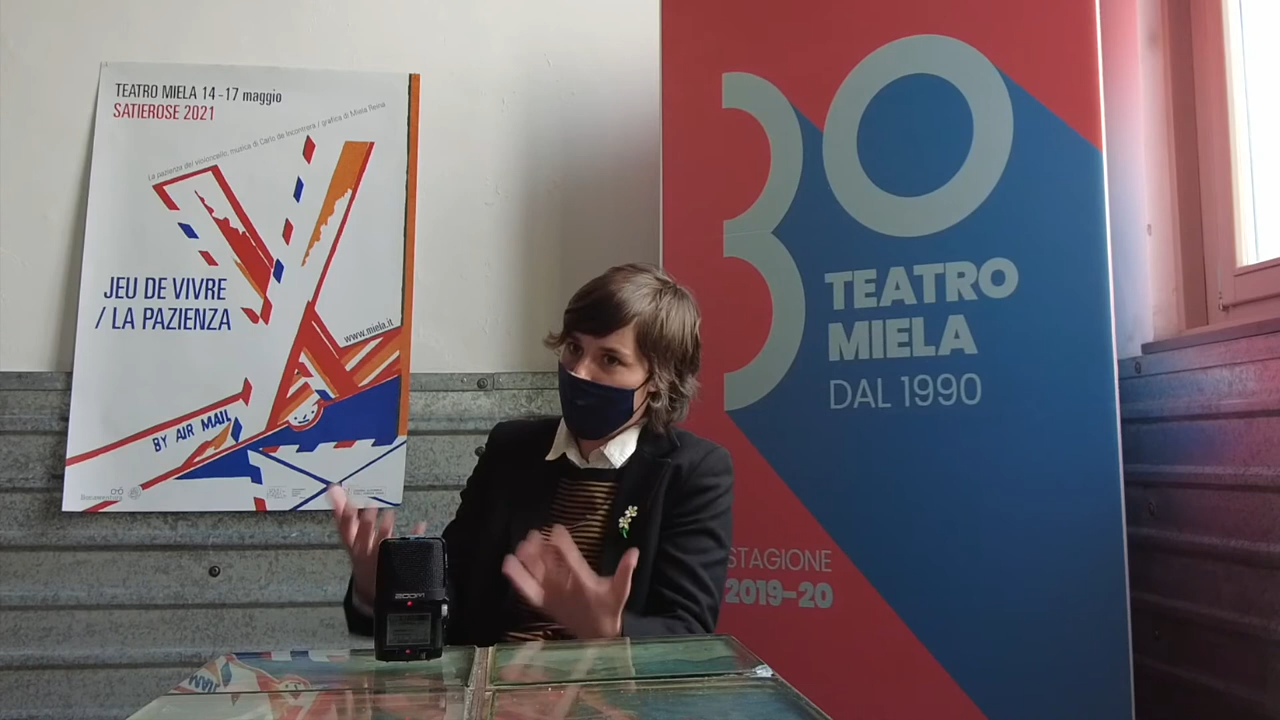 TEATRO MIELA 14-17 maggio
SATIEROSE 2021
La pazienza del violoncello, musica di Carlo de Incontrera / grafica di Miela Reina
JEU DE VIVRE
/ LA PAZIENZA
www.miela.it
BY AIR MAIL
Bonawentura
30
TEATRO
MIELA
DAL 1990
STAGIONE
2019-20
ZOOM